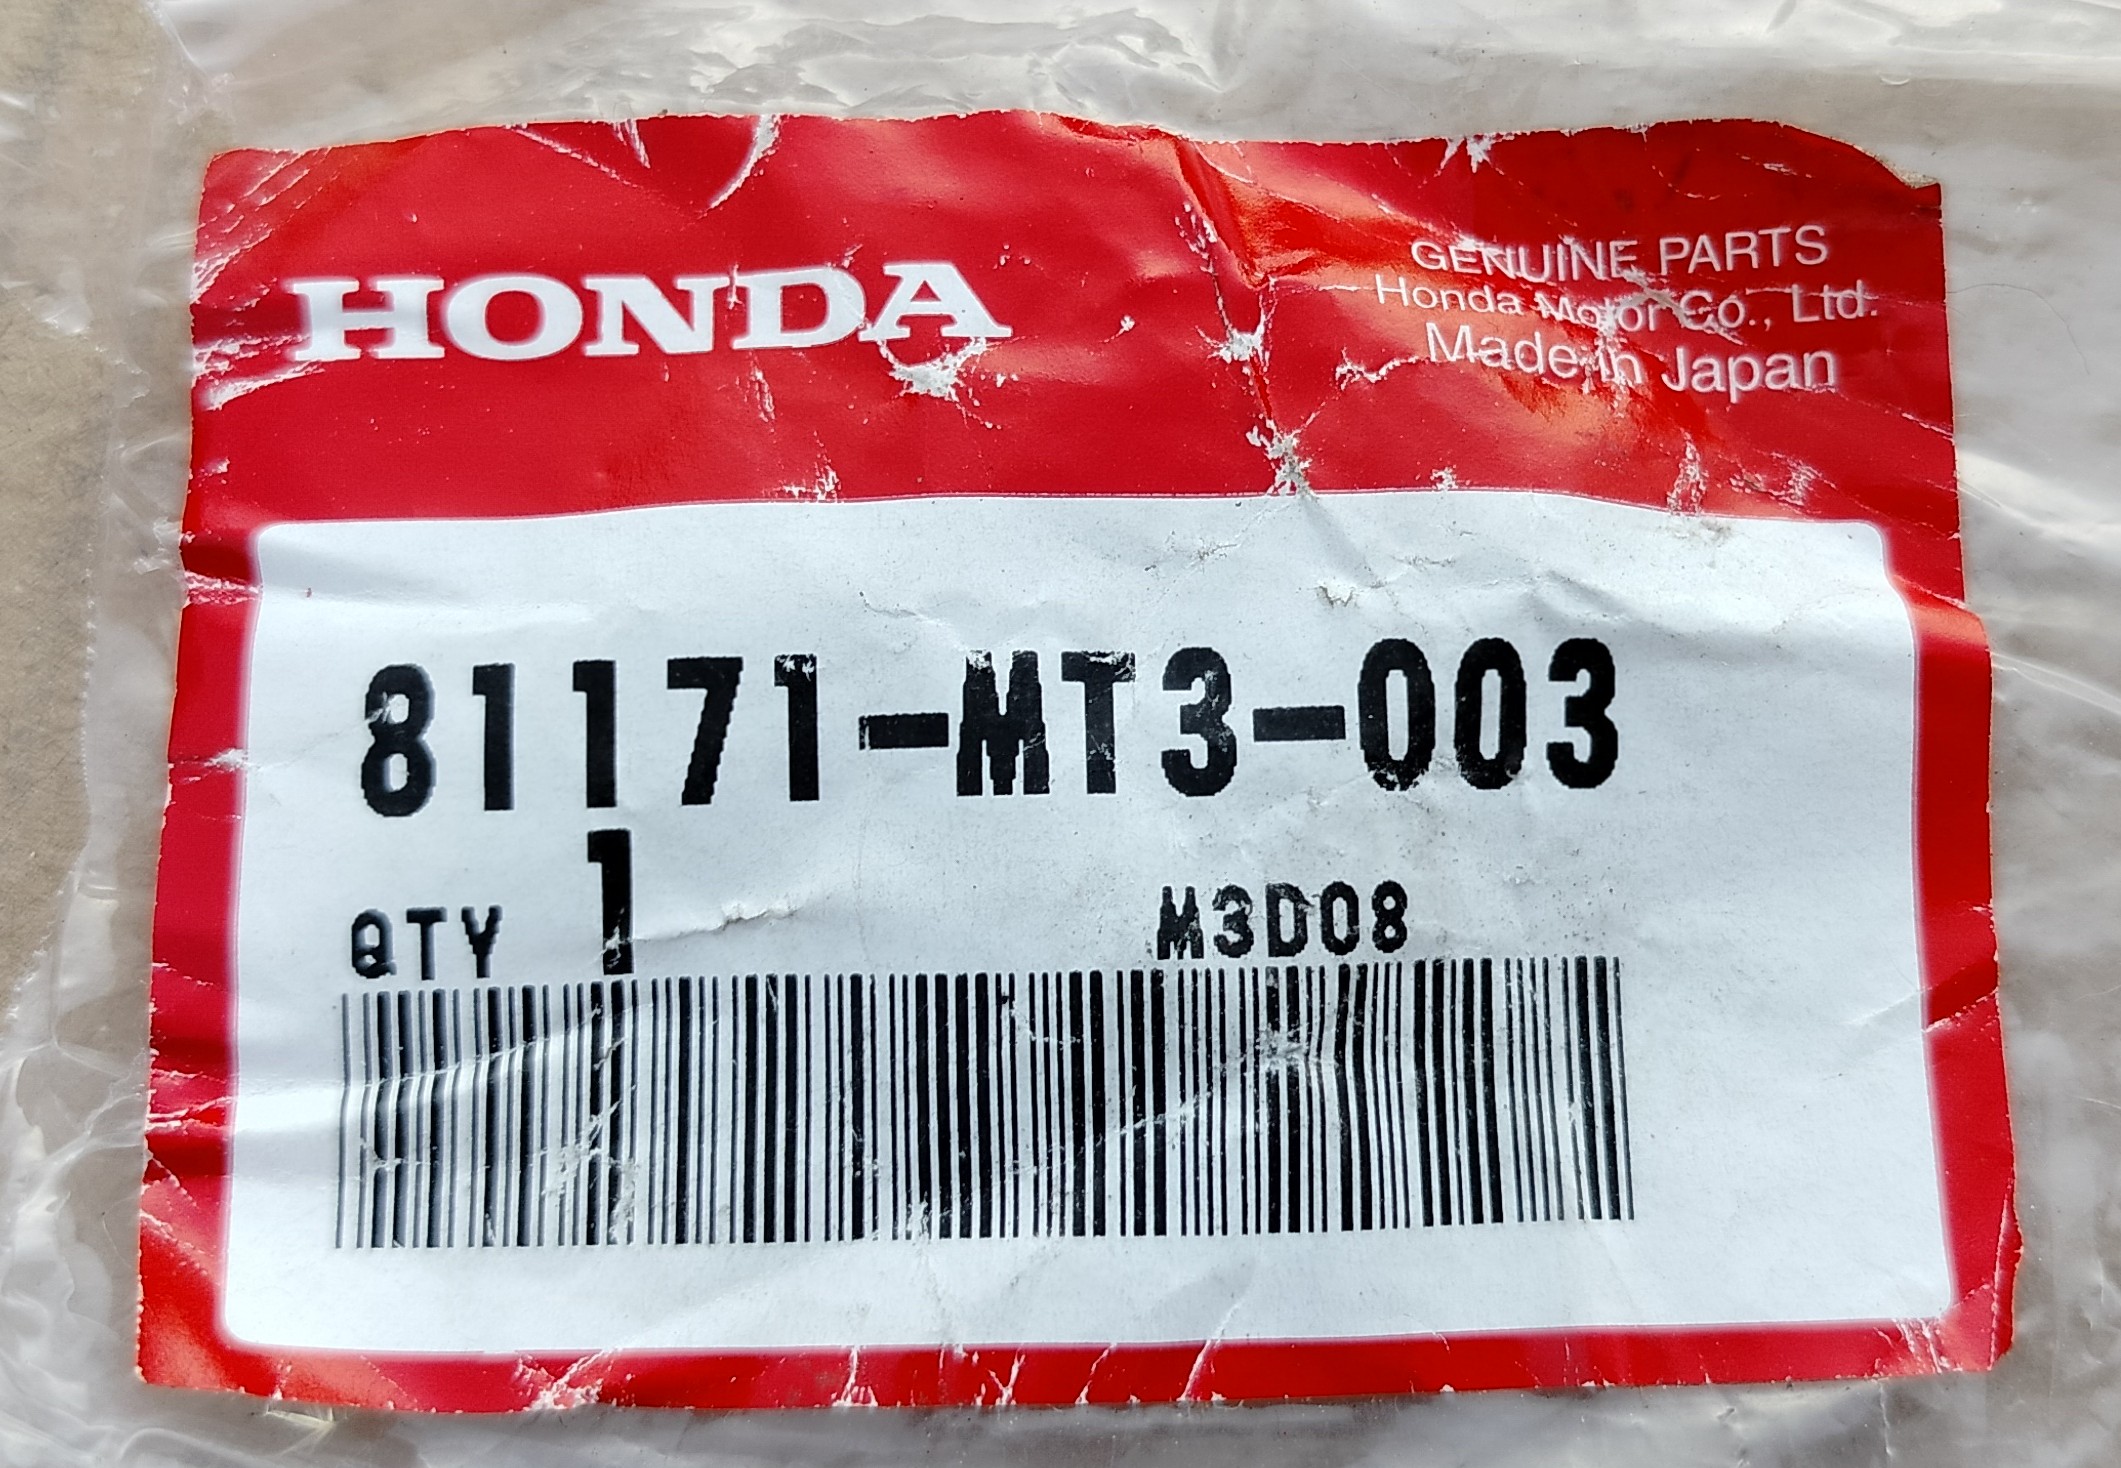 HONDA
GENUINE PARTS
Honda Motor Co., Ltd.
Made in Japan
81171-MT3-003
QTY 1 M3D08